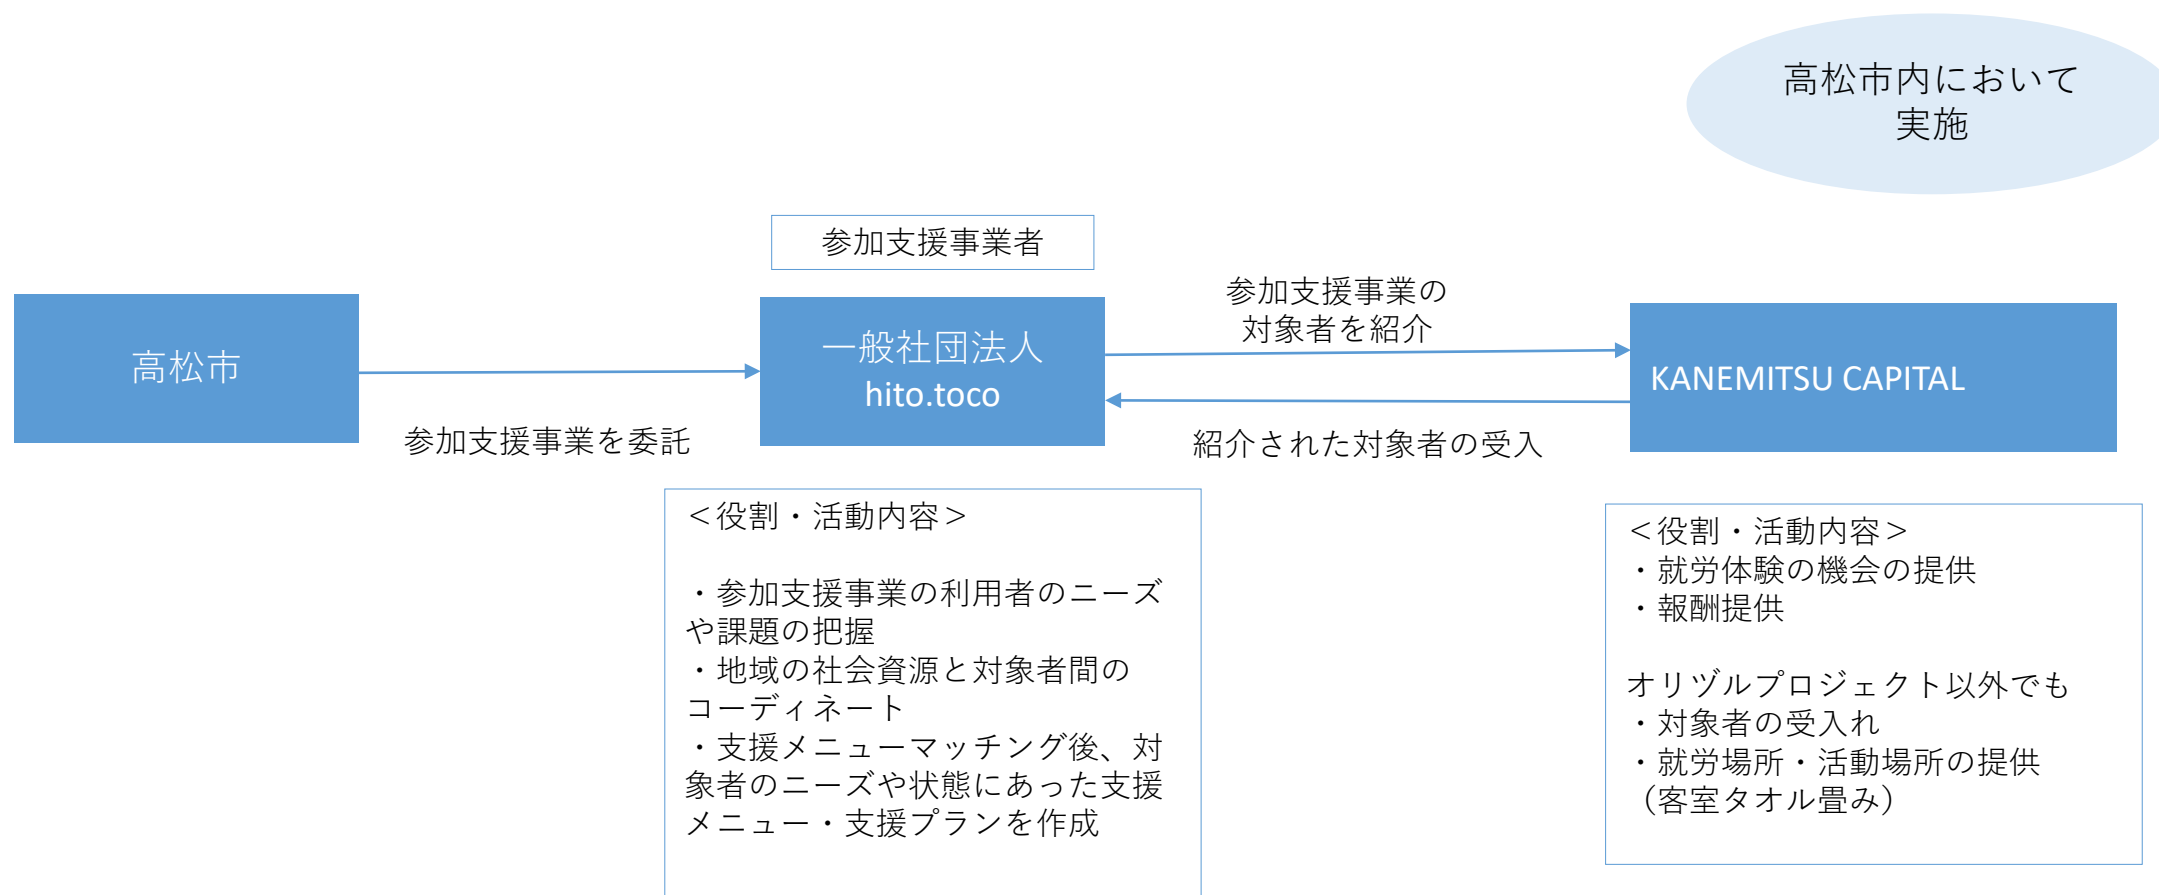 高松市内において
実施
参加支援事業者
高松市
参加支援事業を委託
一般社団法人
hito.toco
参加支援事業の
対象者を紹介
紹介された対象者の受入
KANEMITSU CAPITAL
＜役割・活動内容＞
・参加支援事業の利用者のニーズ
や課題の把握
・地域の社会資源と対象者間の
コーディネート
・支援メニューマッチング後、対
象者のニーズや状態にあった支援
メニュー・支援プランを作成
＜役割・活動内容＞
・就労体験の機会の提供
・報酬提供
オリヅルプロジェクト以外でも
・対象者の受入れ
・就労場所・活動場所の提供
（客室タオル畳み）